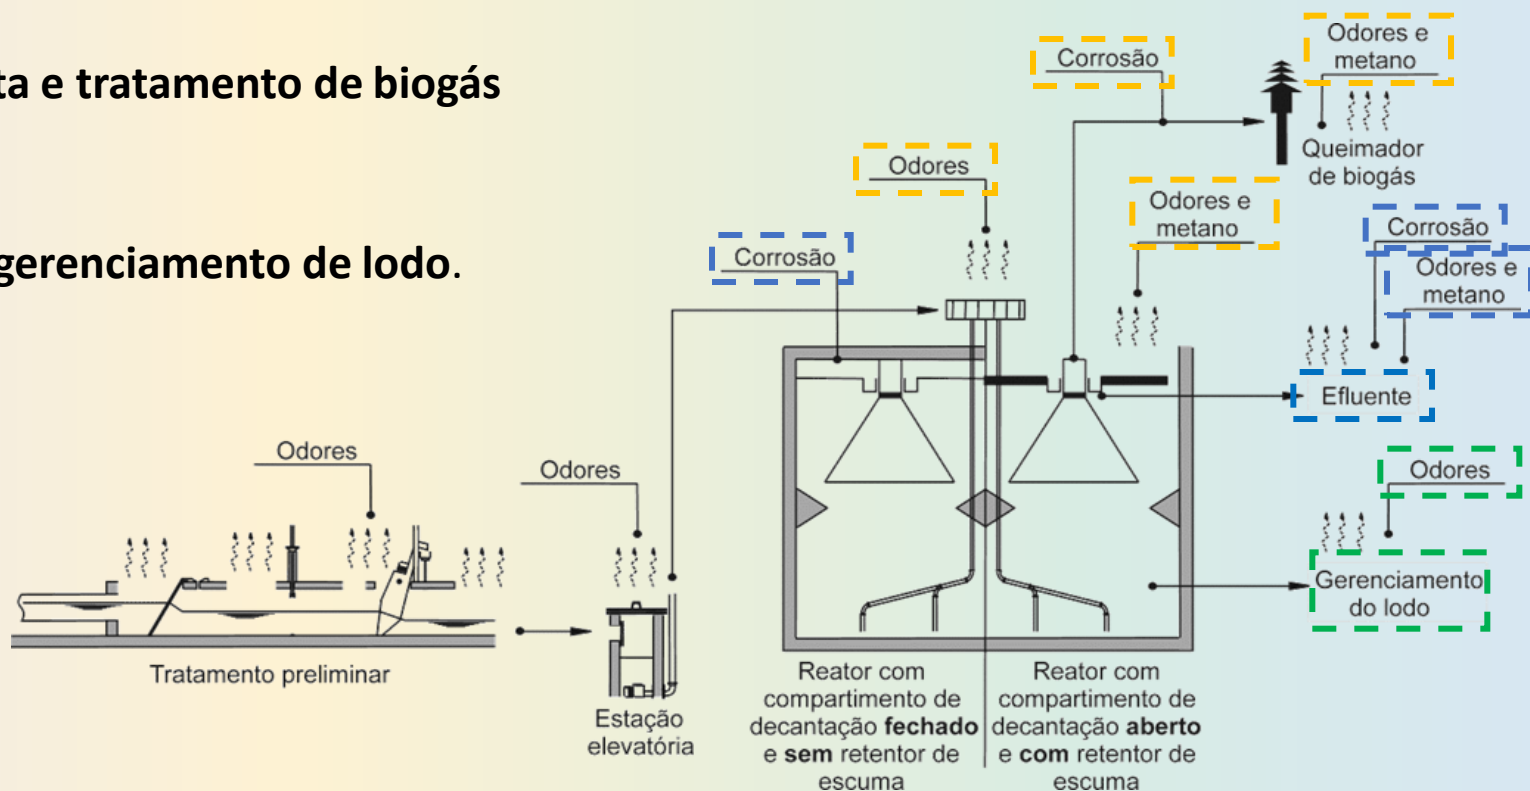 ta e tratamento de biogás
gerenciamento de lodo.
Corrosão
Odores e
metano
Queimador
de biogás
Odores
Odores e
metano
Corrosão
Corrosão
Odores e
metano
Efluente
Odores
Odores
Odores
Gerenciamento
do lodo
Tratamento preliminar
Estação
elevatória
Reator com
compartimento de
decantação fechado
e sem retentor de
escuma
Reator com
compartimento de
decantação aberto
e com retentor de
escuma